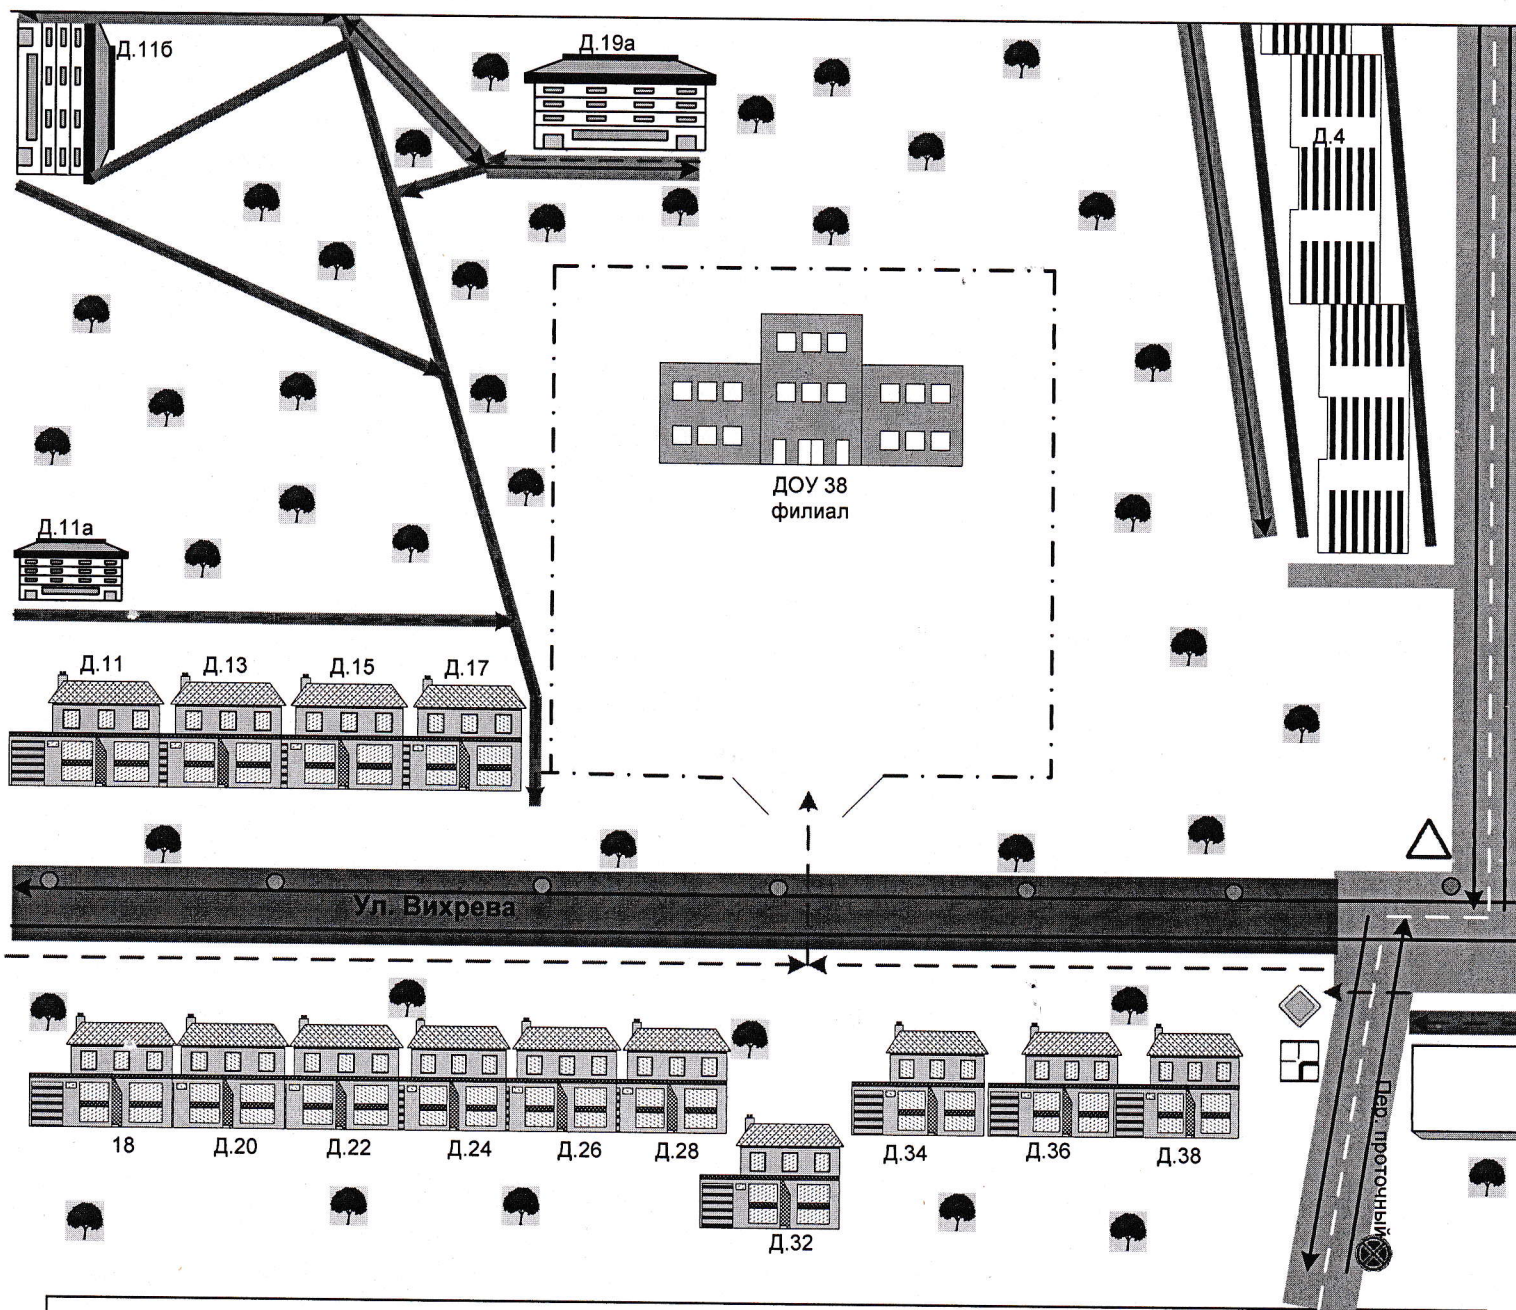 Д.11б
Д.19а
Д.4
ДОУ 38
филиал
Д.11а
Д.11
Д.13
Д.15
Д.17
Ул. Вихрева
18
Д.20
Д.22
Д.24
Д.26
Д.28
Д.32
Д.34
Д.36
Д.38
Пер. проточный